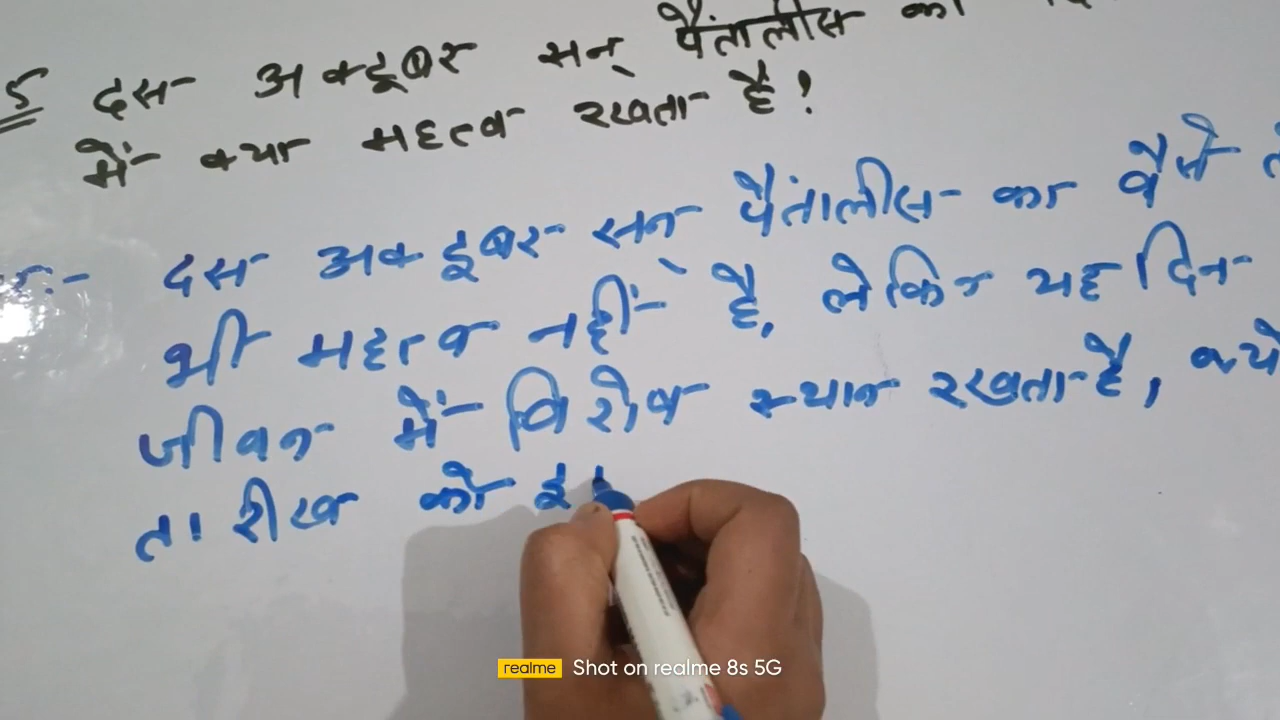 5 दस अक्टूबर सन् पैंतालीस का
में क्या महत्व रखता है!
दस अक्टूबर सन् पैंतालीस का वैसे
भी महत्व नहीं है, लेकिन यह दिन
जीवन में विशेष स्थान रखता है,
तारीख को
realme Shot on realme 8s 5G